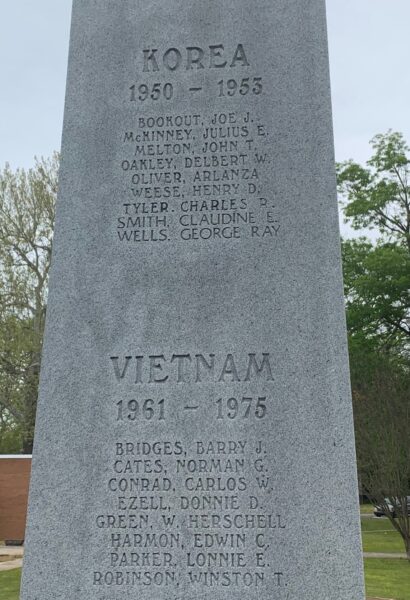 KOREA
1950 - 1953
BOOKOUT, JOE J.
MCKINNEY, JULIUS E.
MELTON, JOHN T.
OAKLEY, DELBERT W.
OLIVER, ARLANZA
WEESE, HENRY D.
TYLER, CHARLES R.
SMITH, CLAUDINE E.
WELLS, GEORGE RAY
VIETNAM
1961 - 1975
BRIDGES, BARRY J.
CATES, NORMAN G.
CONRAD, CARLOS W.
EZELL, DONNIE D.
GREEN, W. HERSCHELL
HARMON, EDWIN C.
PARKER, LONNIE E.
ROBINSON, WINSTON T.